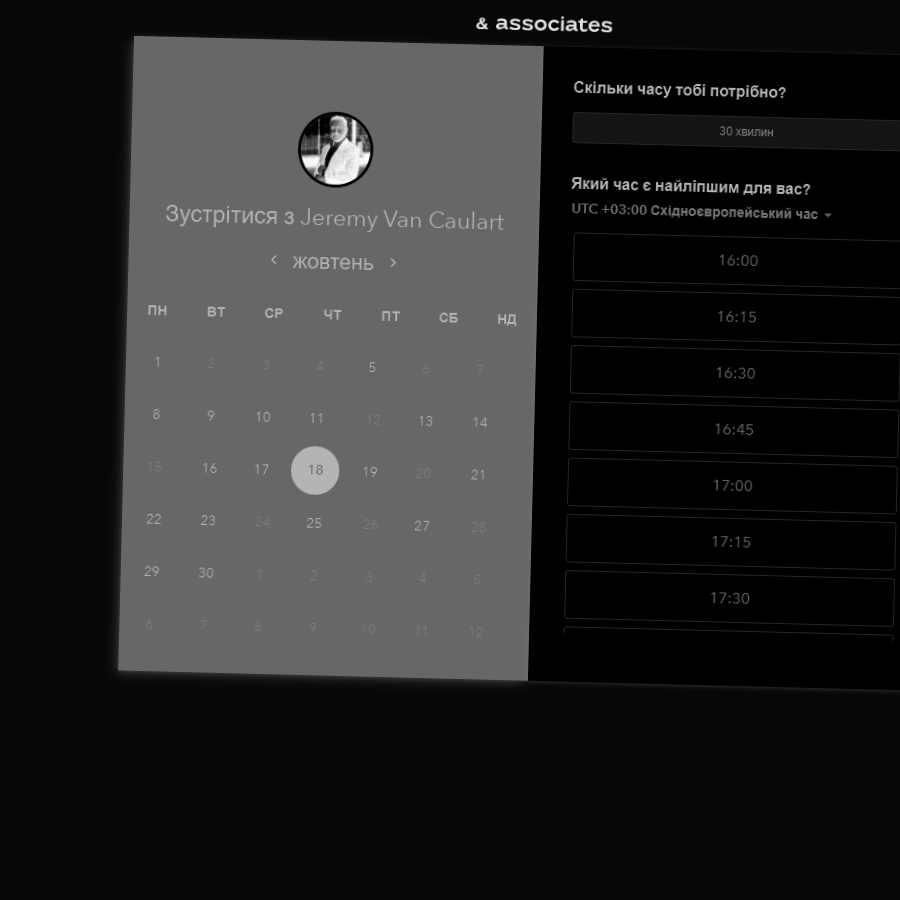 & associates
Зустрітися з Jeremy Van Caulart
жовтень
ПН ВТ СР ЧТ ПТ СБ НД
1 2 3 4 5 6 7
8 9 10 11 12 13 14
15 16 17 18 19 20 21
22 23 24 25 26 27 28
29 30 1 2 3 4 5
6 7 8 9 10 11 12
Скільки часу тобі потрібно?
30 хвилин
Який час є найліпшим для вас?
UTC +03:00 Східноєвропейський час
16:00
16:15
16:30
16:45
17:00
17:15
17:30